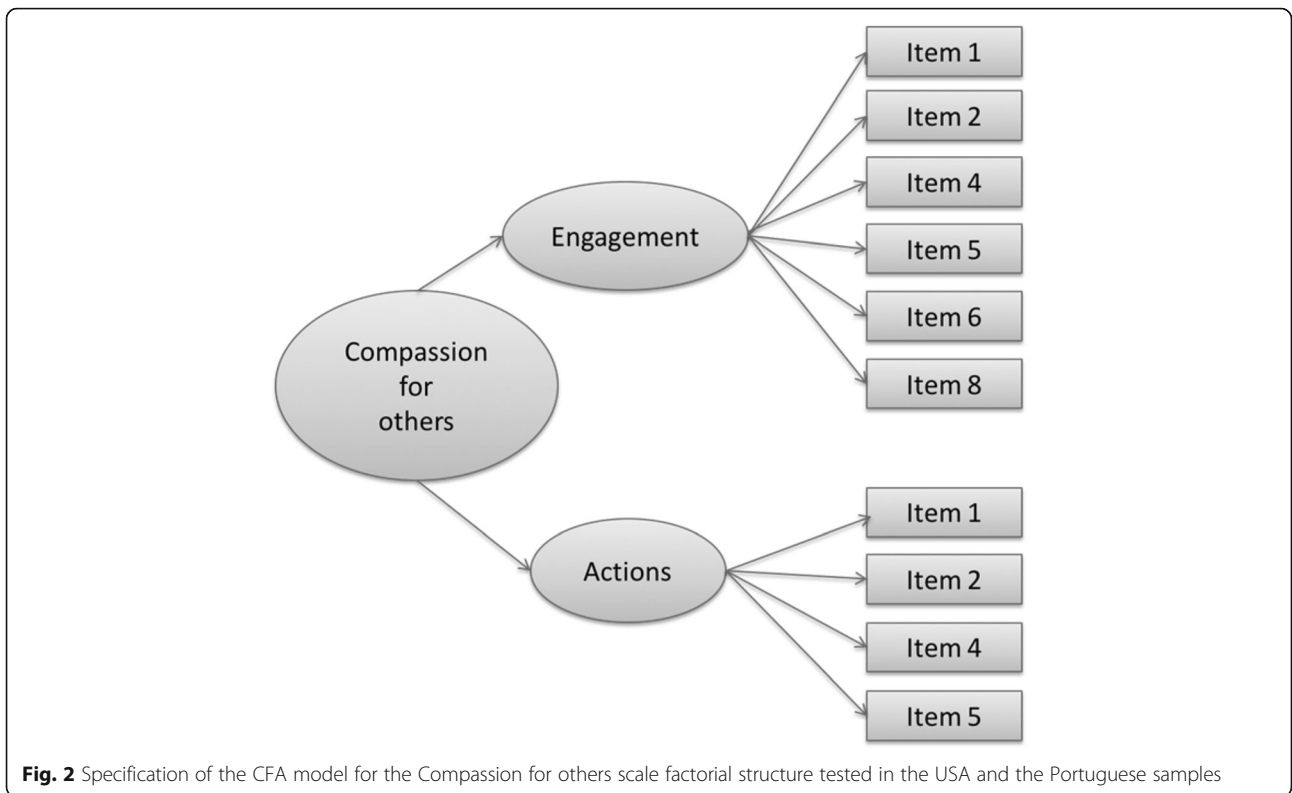 Item 1
Item 2
Item 4
Engagement
Item 5
Item 6
Item 8
Compassion
for
others
Item 1
Item 2
Actions
Item 4
Item 5
Fig. 2 Specification of the CFA model for the Compassion for others scale factorial structure tested in the USA and the Portuguese samples